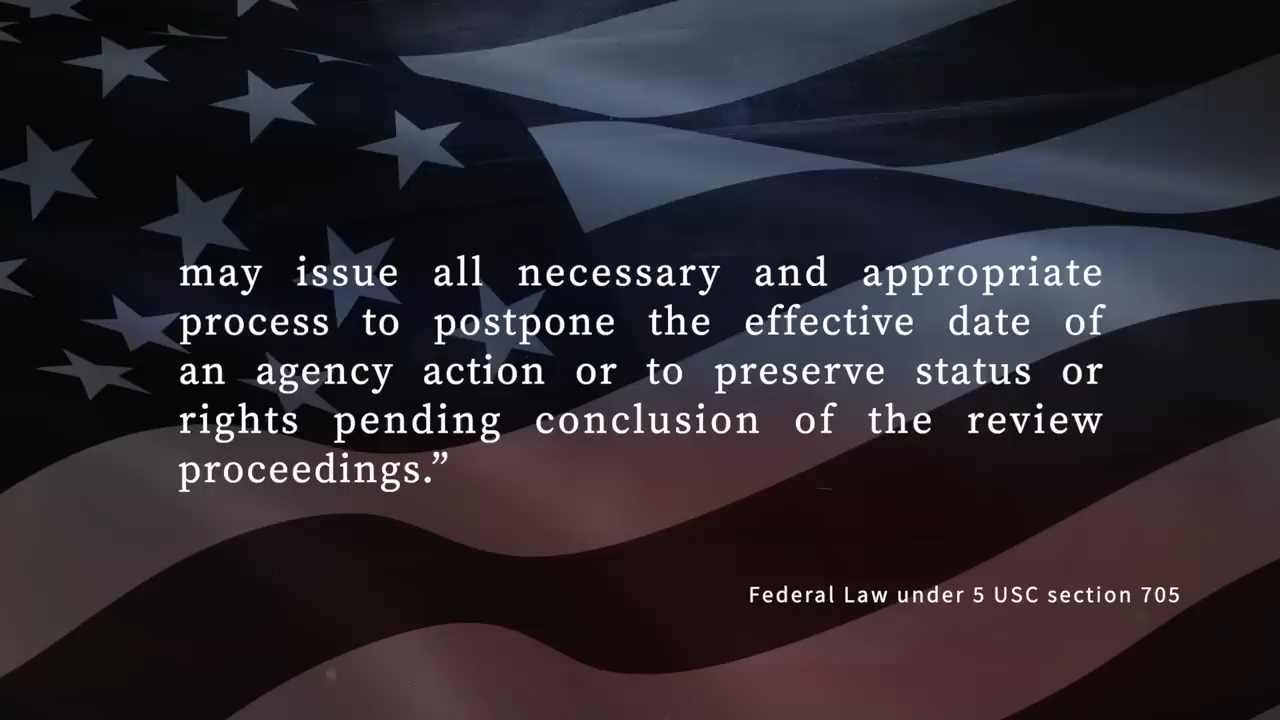 may issue all necessary and appropriate
process to postpone the effective date of
an agency action or to preserve status or
rights pending conclusion of the review
proceedings.”
Federal Law under 5 USC section 705